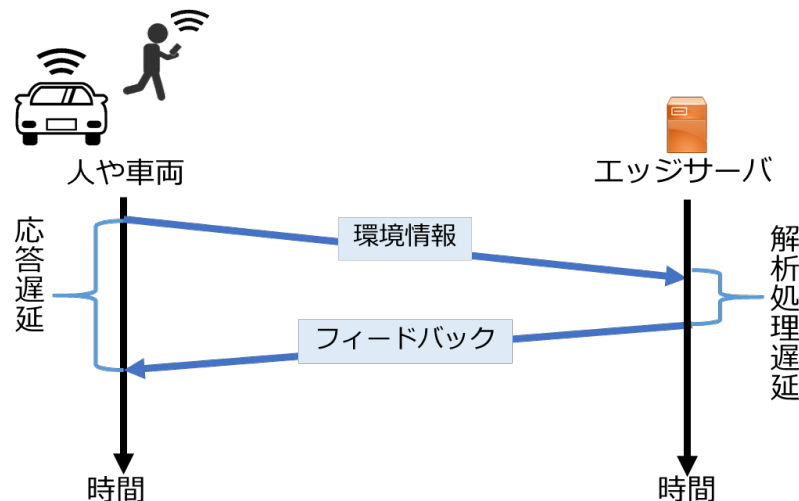 人や車両
エッジサーバ
応答遅延
環境情報
解析処理遅延
フィードバック
時間
時間